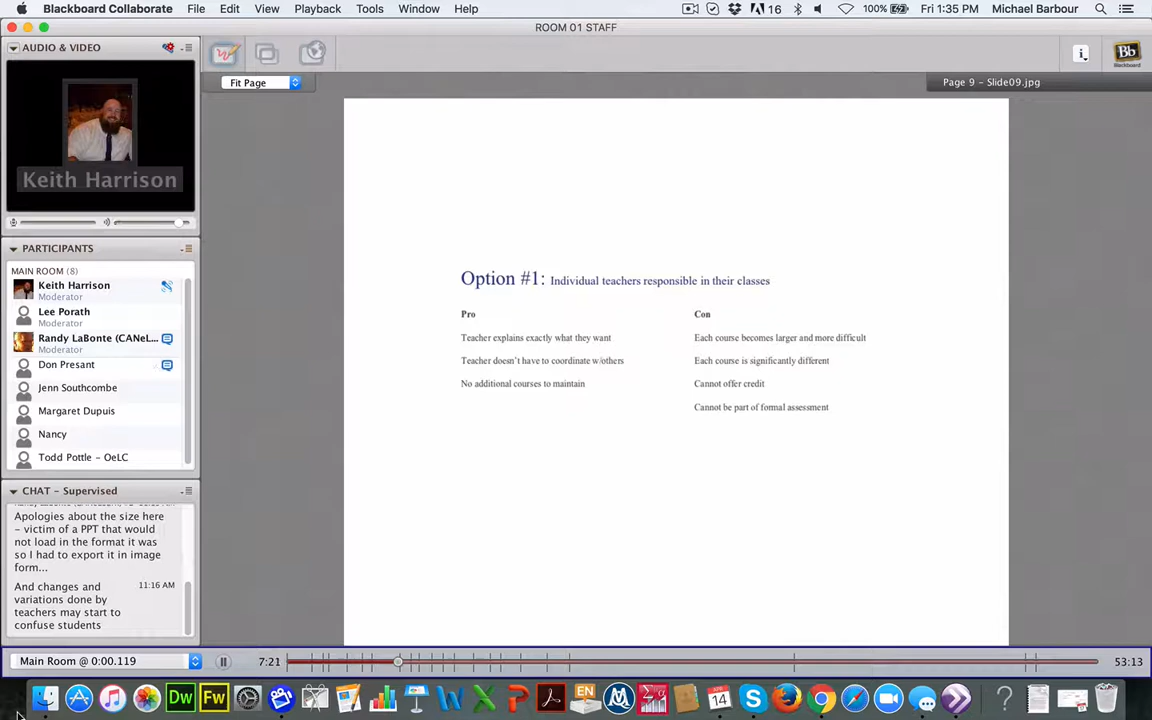 Blackboard Collaborate File Edit View Playback Tools Window Help 16 100% Fri 1:35 PM Michael Barbour
ROOM 01 STAFF
AUDIO & VIDEO
Keith Harrison
Fit Page
Page 9 – Slide09.jpg
Bb
Blackboard
PARTICIPANTS
MAIN ROOM (8)
Keith Harrison
Moderator
Lee Porath
Moderator
Randy LaBonte (CANeL...
Moderator
Don Presant
Jenn Southcombe
Margaret Dupuis
Nancy
Todd Pottle – OeLC
CHAT – Supervised
Apologies about the size here
– victim of a PPT that would
not load in the format it was
so I had to export it in image
form...
And changes and 11:16 AM
variations done by
teachers may start to
confuse students
Option #1: Individual teachers responsible in their classes
Pro
Teacher explains exactly what they want
Teacher doesn't have to coordinate w/others
No additional courses to maintain
Con
Each course becomes larger and more difficult
Each course is significantly different
Cannot offer credit
Cannot be part of formal assessment
Main Room @ 0:00.119 7:21 53:13
Dw Fw EN 14